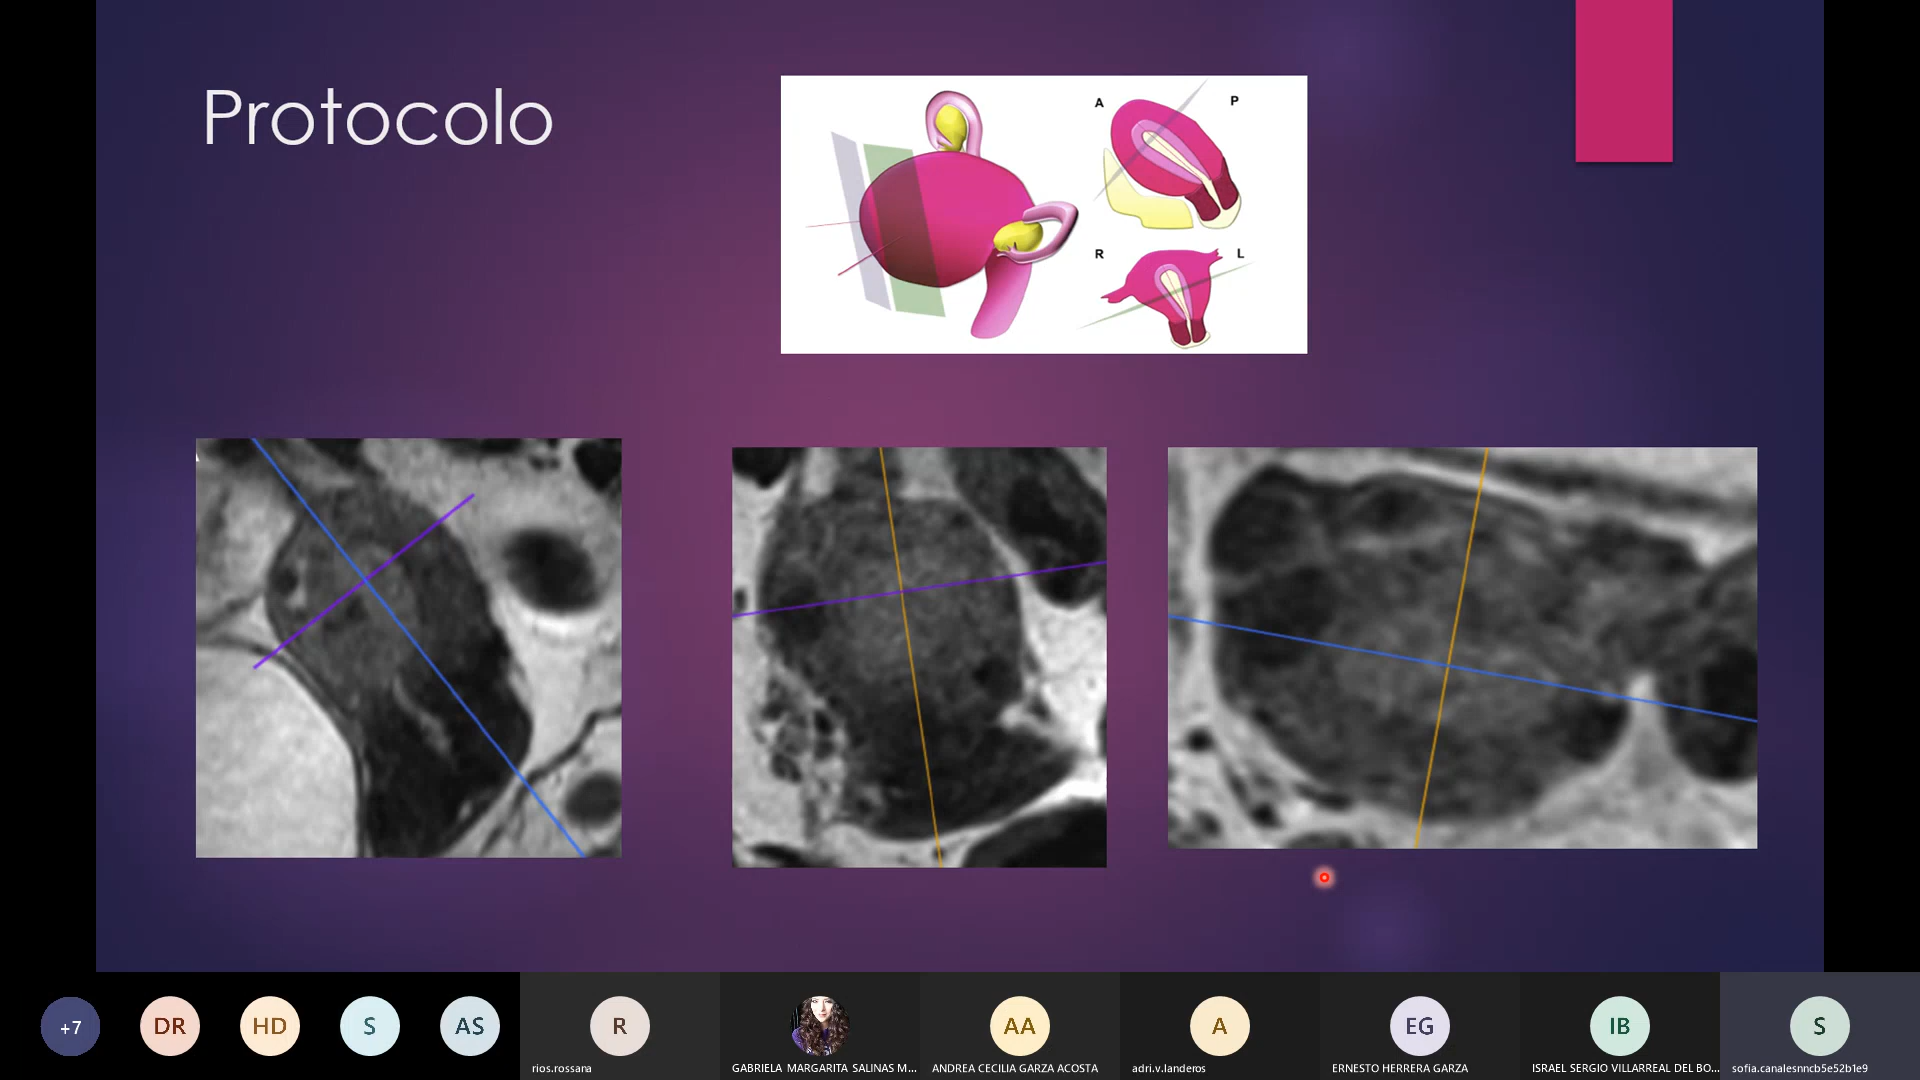 Protocolo
A P
R L
+7
DR
HD
S
AS
R
rios.rossana
GABRIELA MARGARITA SALINAS M...
AA
ANDREA CECILIA GARZA ACOSTA
A
adri.v.landeros
EG
ERNESTO HERRERA GARZA
IB
ISRAEL SERGIO VILLARREAL DEL BO...
S
sofia.canalesnncb5e52b1e9